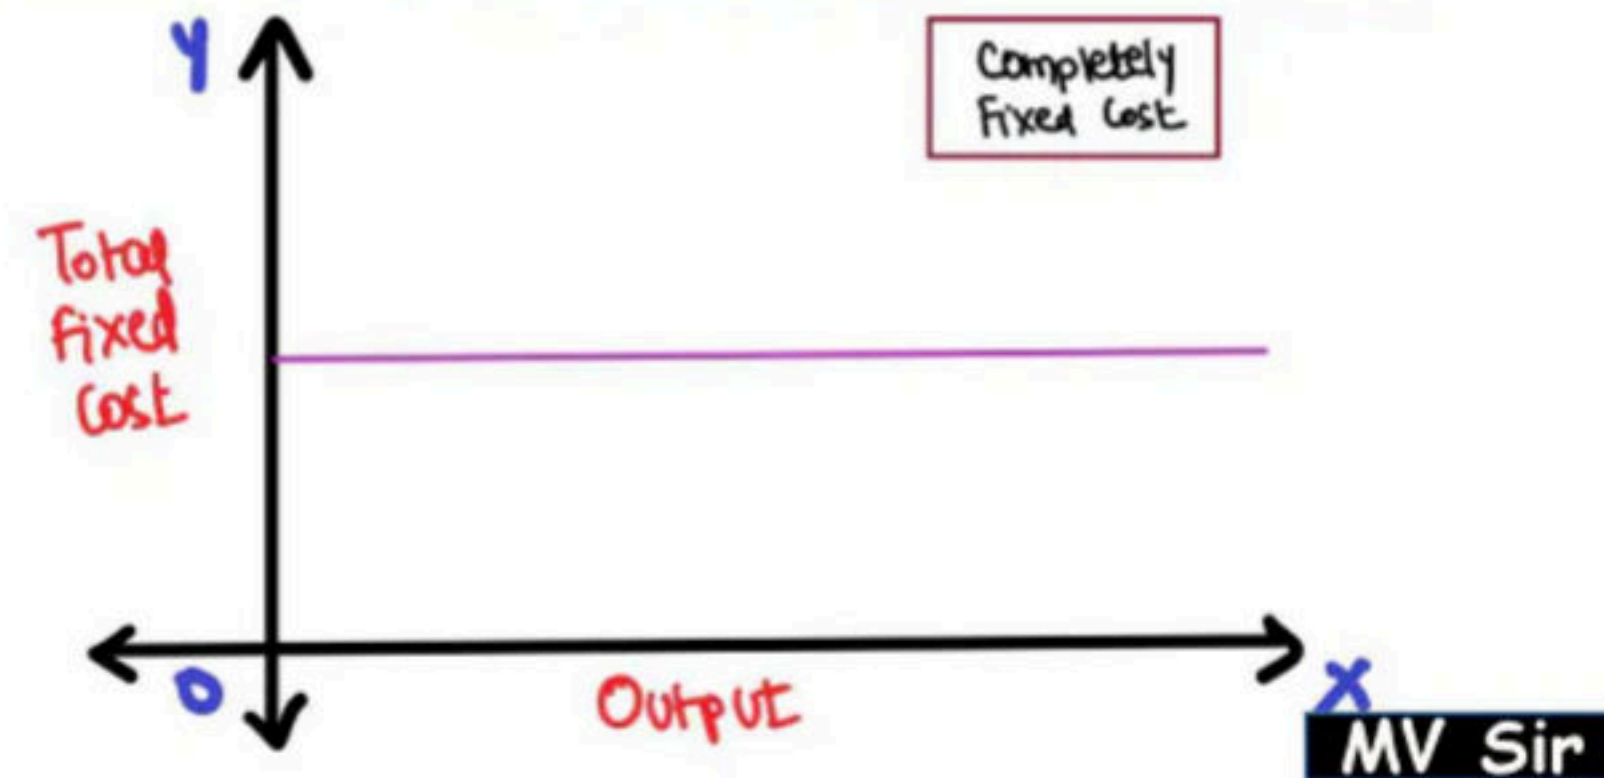 Y
Completely
Fixed Cost
Total
Fixed
Cost
O
Output
X
MV Sir